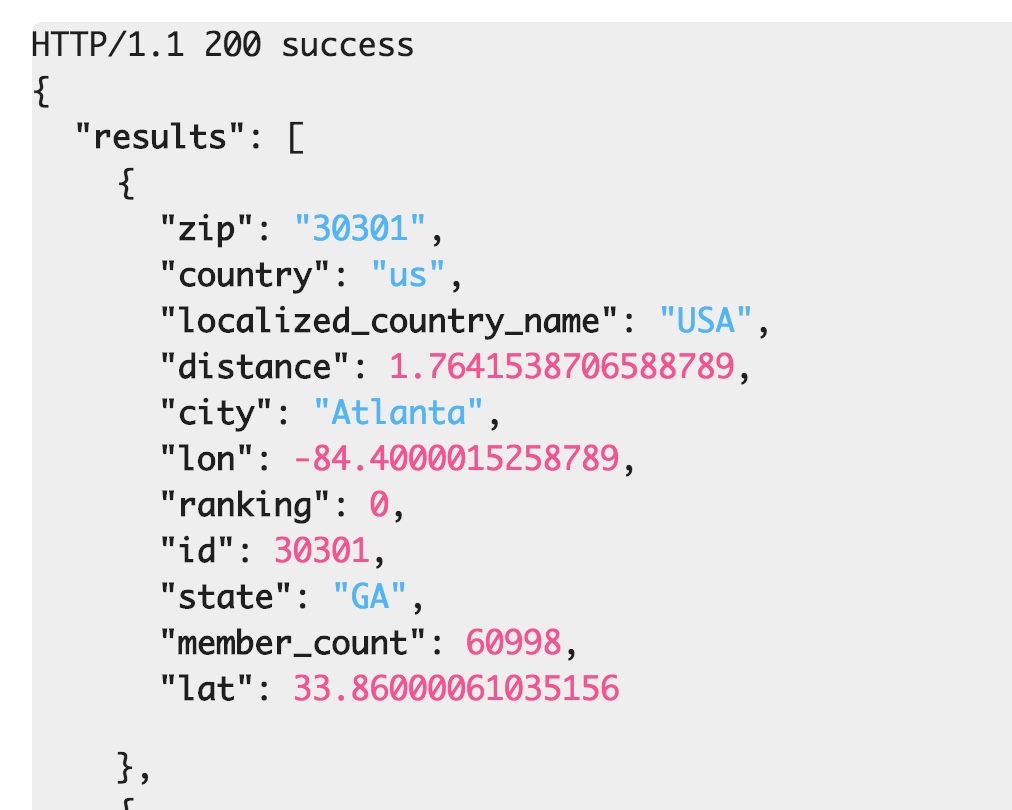 HTTP/1.1 200 success
{
  "results": [
    {
      "zip": "30301",
      "country": "us",
      "localized_country_name": "USA",
      "distance": 1.7641538706588789,
      "city": "Atlanta",
      "lon": -84.4000015258789,
      "ranking": 0,
      "id": 30301,
      "state": "GA",
      "member_count": 60998,
      "lat": 33.86000061035156
    },
    {